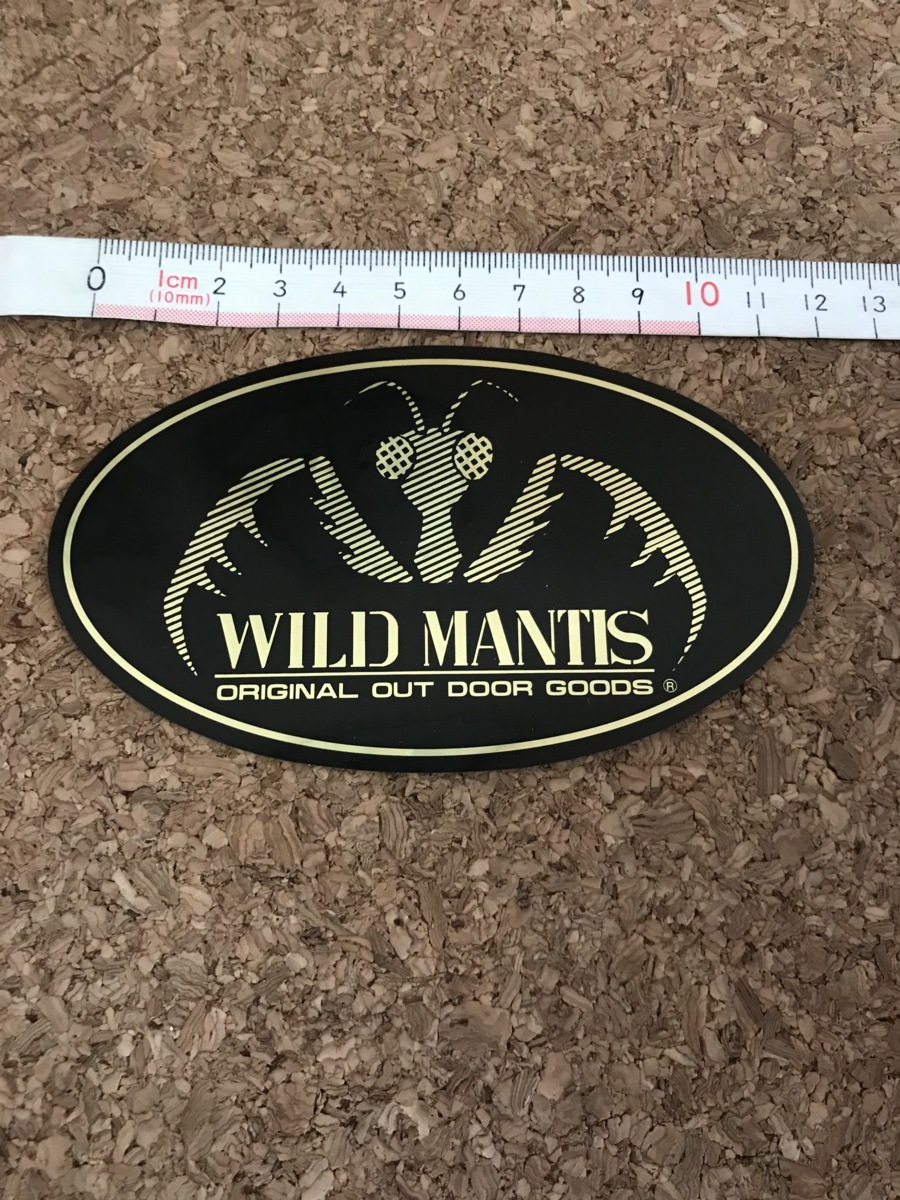 0 1cm 2 3 4 5 6 7 8 9 10 11 12 13
(10mm)
WILD MANTIS
ORIGINAL OUT DOOR GOODS ®